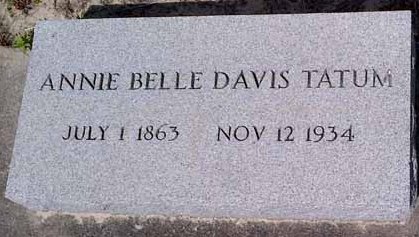 ANNIE BELLE DAVIS TATUM
JULY 1 1863 NOV 12 1934